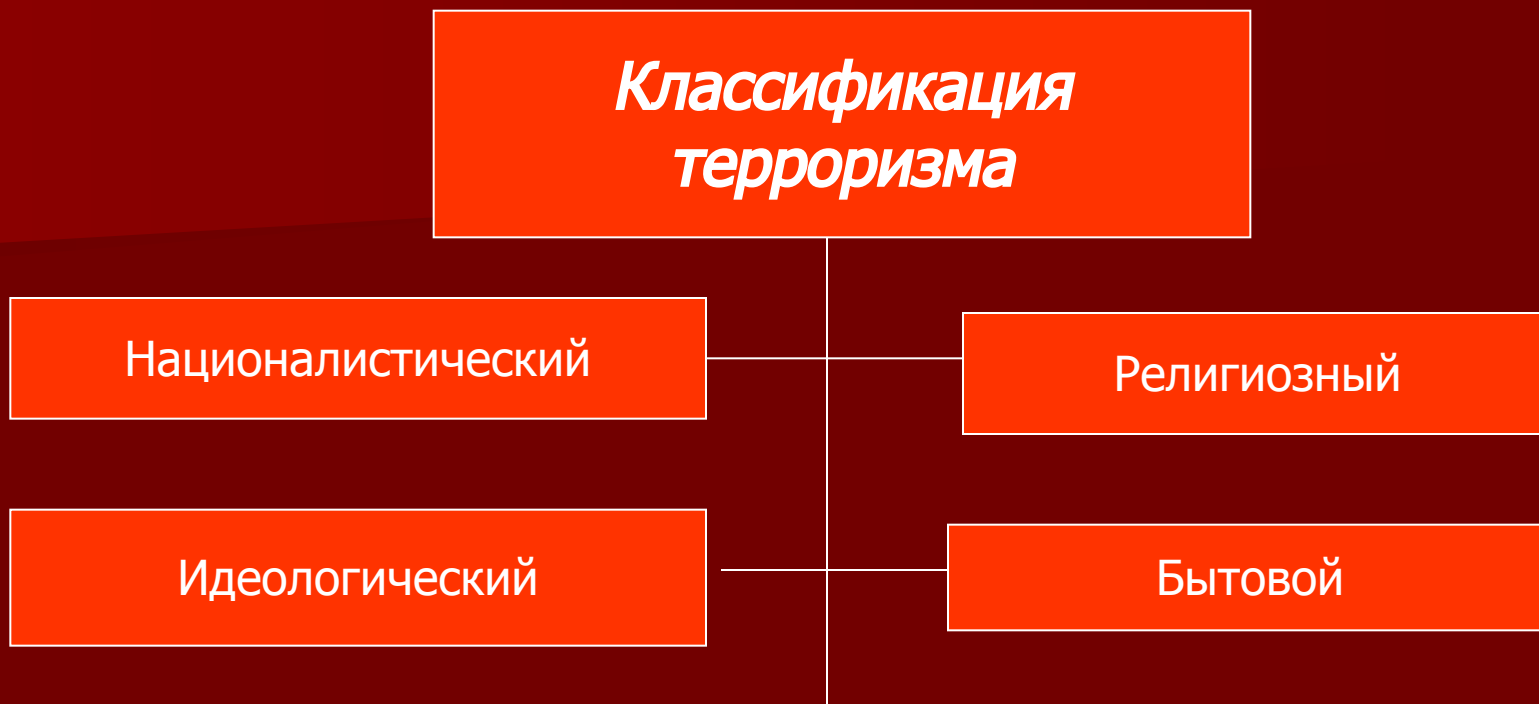 Классификация
терроризма
Националистический
Религиозный
Идеологический
Бытовой